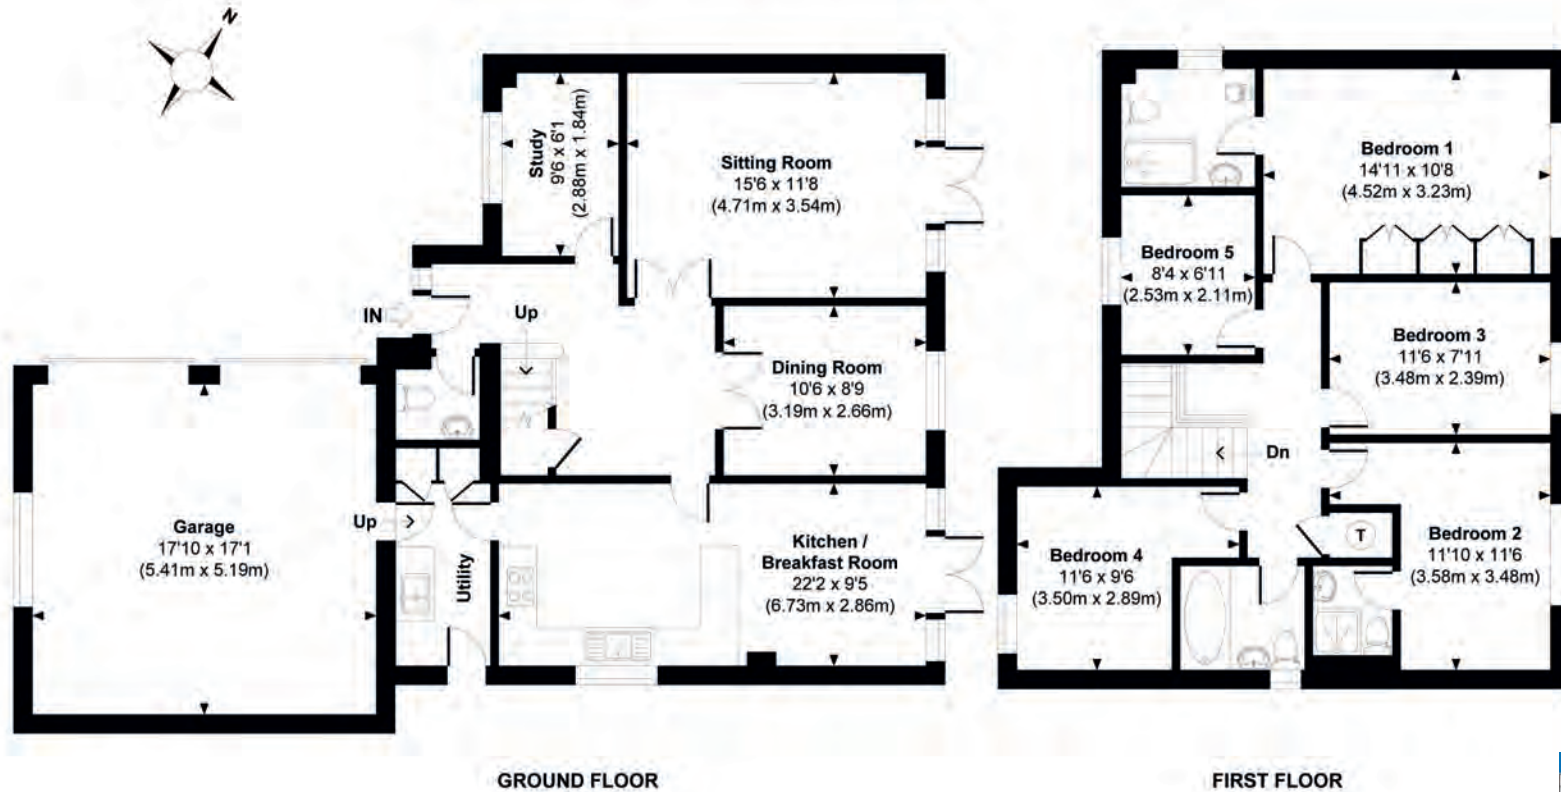 N
Study
9'6 x 6'1
(2.88m x 1.84m)
Sitting Room
15'6 x 11'8
(4.71m x 3.54m)
IN
Up
Dining Room
10'6 x 8'9
(3.19m x 2.66m)
Garage
17'10 x 17'1
(5.41m x 5.19m)
Up
Utility
Kitchen /
Breakfast Room
22'2 x 9'5
(6.73m x 2.86m)
GROUND FLOOR
Bedroom 1
14'11 x 10'8
(4.52m x 3.23m)
Bedroom 5
8'4 x 6'11
(2.53m x 2.11m)
Bedroom 3
11'6 x 7'11
(3.48m x 2.39m)
Dn
T
Bedroom 4
11'6 x 9'6
(3.50m x 2.89m)
Bedroom 2
11'10 x 11'6
(3.58m x 3.48m)
FIRST FLOOR